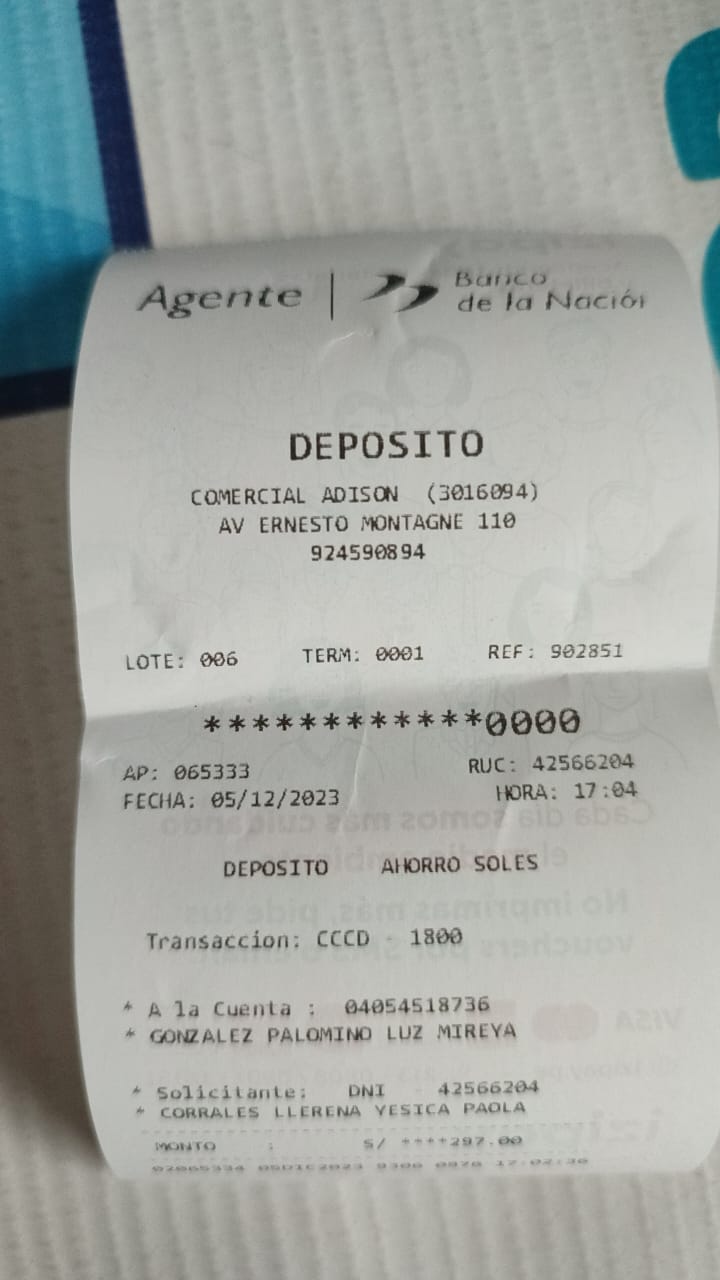 Agente | Banco
de la Nación
DEPOSITO
COMERCIAL ADISON (3016094)
AV ERNESTO MONTAGNE 110
924590894
LOTE: 006 TERM: 0001 REF: 902851
************0000
AP: 065333 RUC: 42566204
FECHA: 05/12/2023 HORA: 17:04
DEPOSITO AHORRO SOLES
Transaccion: CCCD - 1800
* A la Cuenta : 04054518736
* GONZALEZ PALOMINO LUZ MIREYA
* Solicitante: DNI - 42566204
* CORRALES LLERENA YESICA PAOLA
MONTO : S/ ****297.00